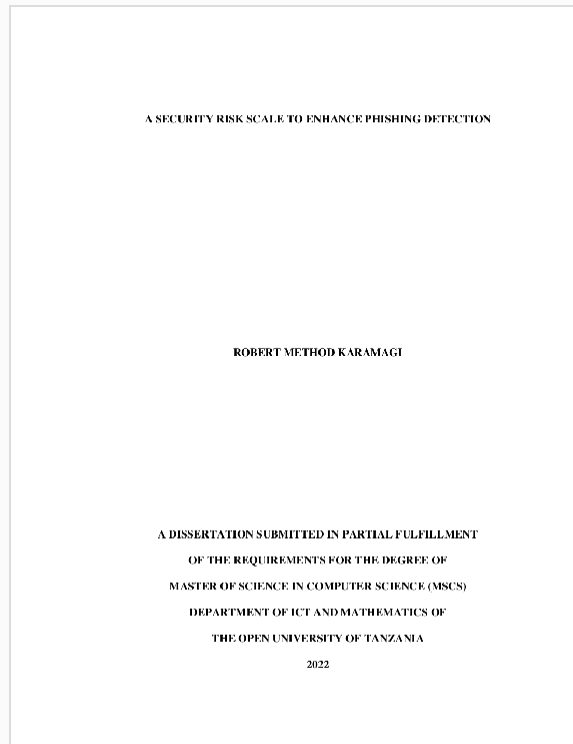 A SECURITY RISK SCALE TO ENHANCE PHISHING DETECTION
ROBERT METHOD KARAMAGI
A DISSERTATION SUBMITTED IN PARTIAL FULFILLMENT
OF THE REQUIREMENTS FOR THE DEGREE OF
MASTER OF SCIENCE IN COMPUTER SCIENCE (MSCS)
DEPARTMENT OF ICT AND MATHEMATICS OF
THE OPEN UNIVERSITY OF TANZANIA
2022